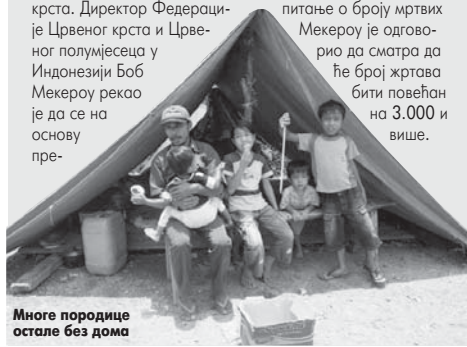 крста. Директор Федераци-
је Црвеног крста и Црве-
ног полумјесеца у
Индонезији Боб
Мекероу рекао
је да се на
основу
пре-
питање о броју мртвих
Мекероу је одгово-
рио да сматра да
ће број жртава
бити повећан
на 3.000 и
више.
Многе породице
остале без дома